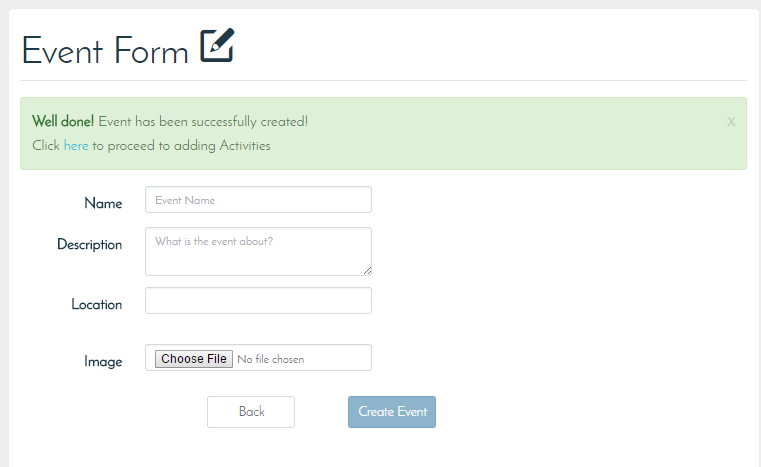 Event Form
Well done! Event has been successfully created!
x
Click here to proceed to adding Activities
Name
Event Name
Description
What is the event about?
Location
Image
Choose File No file chosen
Back
Create Event